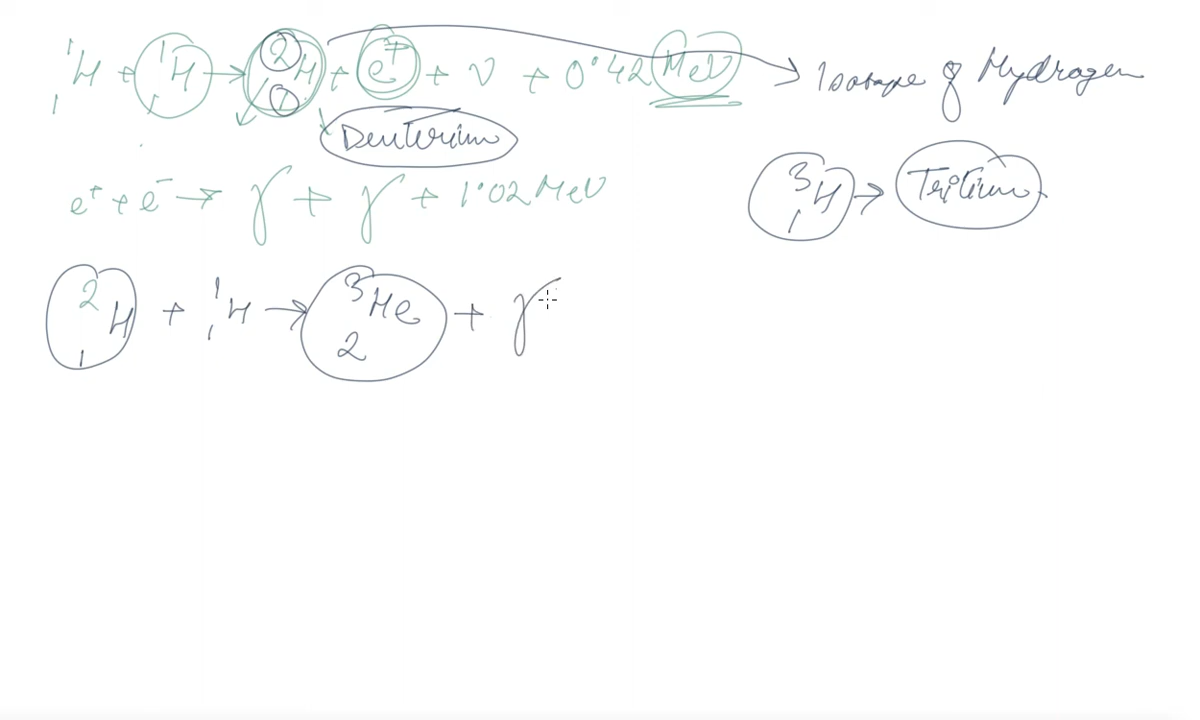 ¹₁H + ¹₁H → ²₁H + e⁺ + ν + 0.42 MeV → Isotope of Hydrogen
Deuterium
³₁H → Tritium
e⁺ + e⁻ → γ + γ + 1.02 MeV
²₁H + ¹₁H → ³₂He + γ